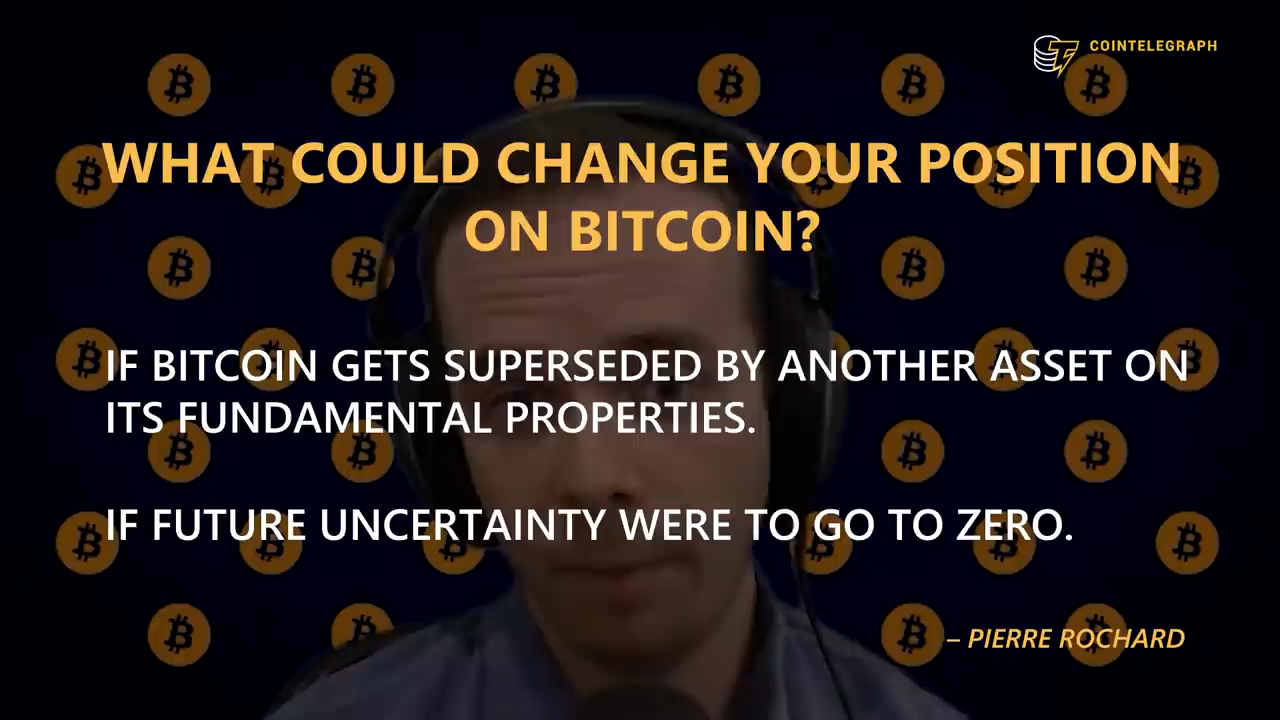 COINTELEGRAPH
WHAT COULD CHANGE YOUR POSITION
ON BITCOIN?
IF BITCOIN GETS SUPERSEDED BY ANOTHER ASSET ON
ITS FUNDAMENTAL PROPERTIES.
IF FUTURE UNCERTAINTY WERE TO GO TO ZERO.
– PIERRE ROCHARD